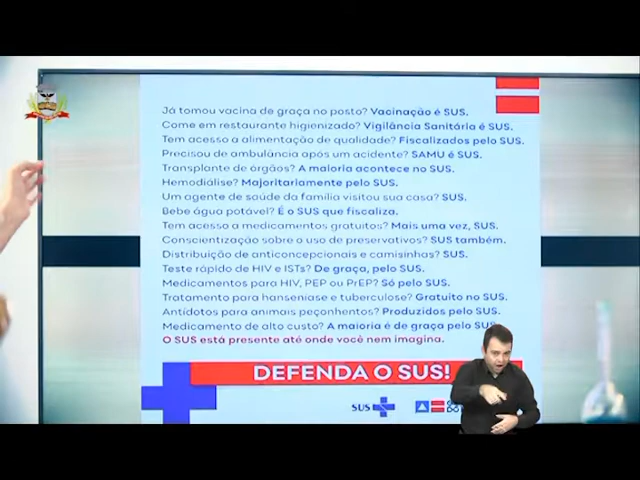 Já tomou vacina de graça no posto? Vacinação é SUS.
Come em restaurante higienizado? Vigilância Sanitária é SUS.
Tem acesso a alimentação de qualidade? Fiscalizados pelo SUS.
Precisou de ambulância após um acidente? SAMU é SUS.
Transplante de órgãos? A maioria acontece no SUS.
Hemodiálise? Majoritariamente pelo SUS.
Um agente de saúde da família visitou sua casa? SUS.
Bebe água potável? É o SUS que fiscaliza.
Tem acesso a medicamentos gratuitos? Mais uma vez, SUS.
Conscientização sobre o uso de preservativos? SUS também.
Distribuição de anticoncepcionais e camisinhas? SUS.
Teste rápido de HIV e ISTs? De graça, pelo SUS.
Medicamentos para HIV, PEP ou PrEP? Só pelo SUS.
Tratamento para hanseníase e tuberculose? Gratuito no SUS.
Antídotos para animais peçonhentos? Produzidos pelo SUS.
Medicamento de alto custo? A maioria é de graça pelo SUS.
O SUS está presente até onde você nem imagina.
DEFENDA O SUS!
SUS